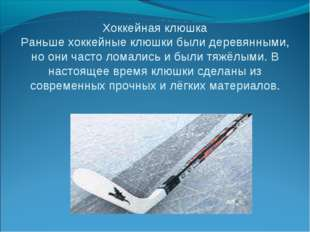 Хоккейная клюшка
Раньше хоккейные клюшки были деревянными,
но они часто ломались и были тяжёлыми. В
настоящее время клюшки сделаны из
современных прочных и лёгких материалов.